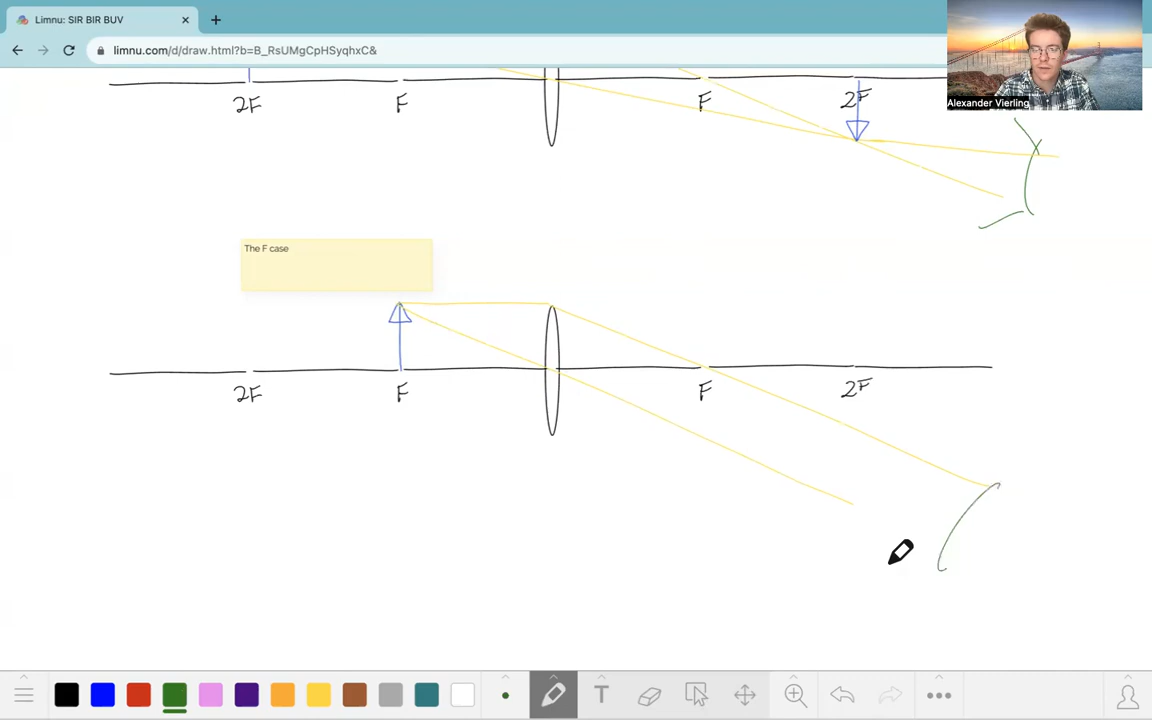 Limnu: SIR BIR BUV
limnu.com/d/draw.html?b=B_RsUMgCpHSyqhxC&
Alexander Vierling
2F F F 2F
The F case
2F F F 2F
T